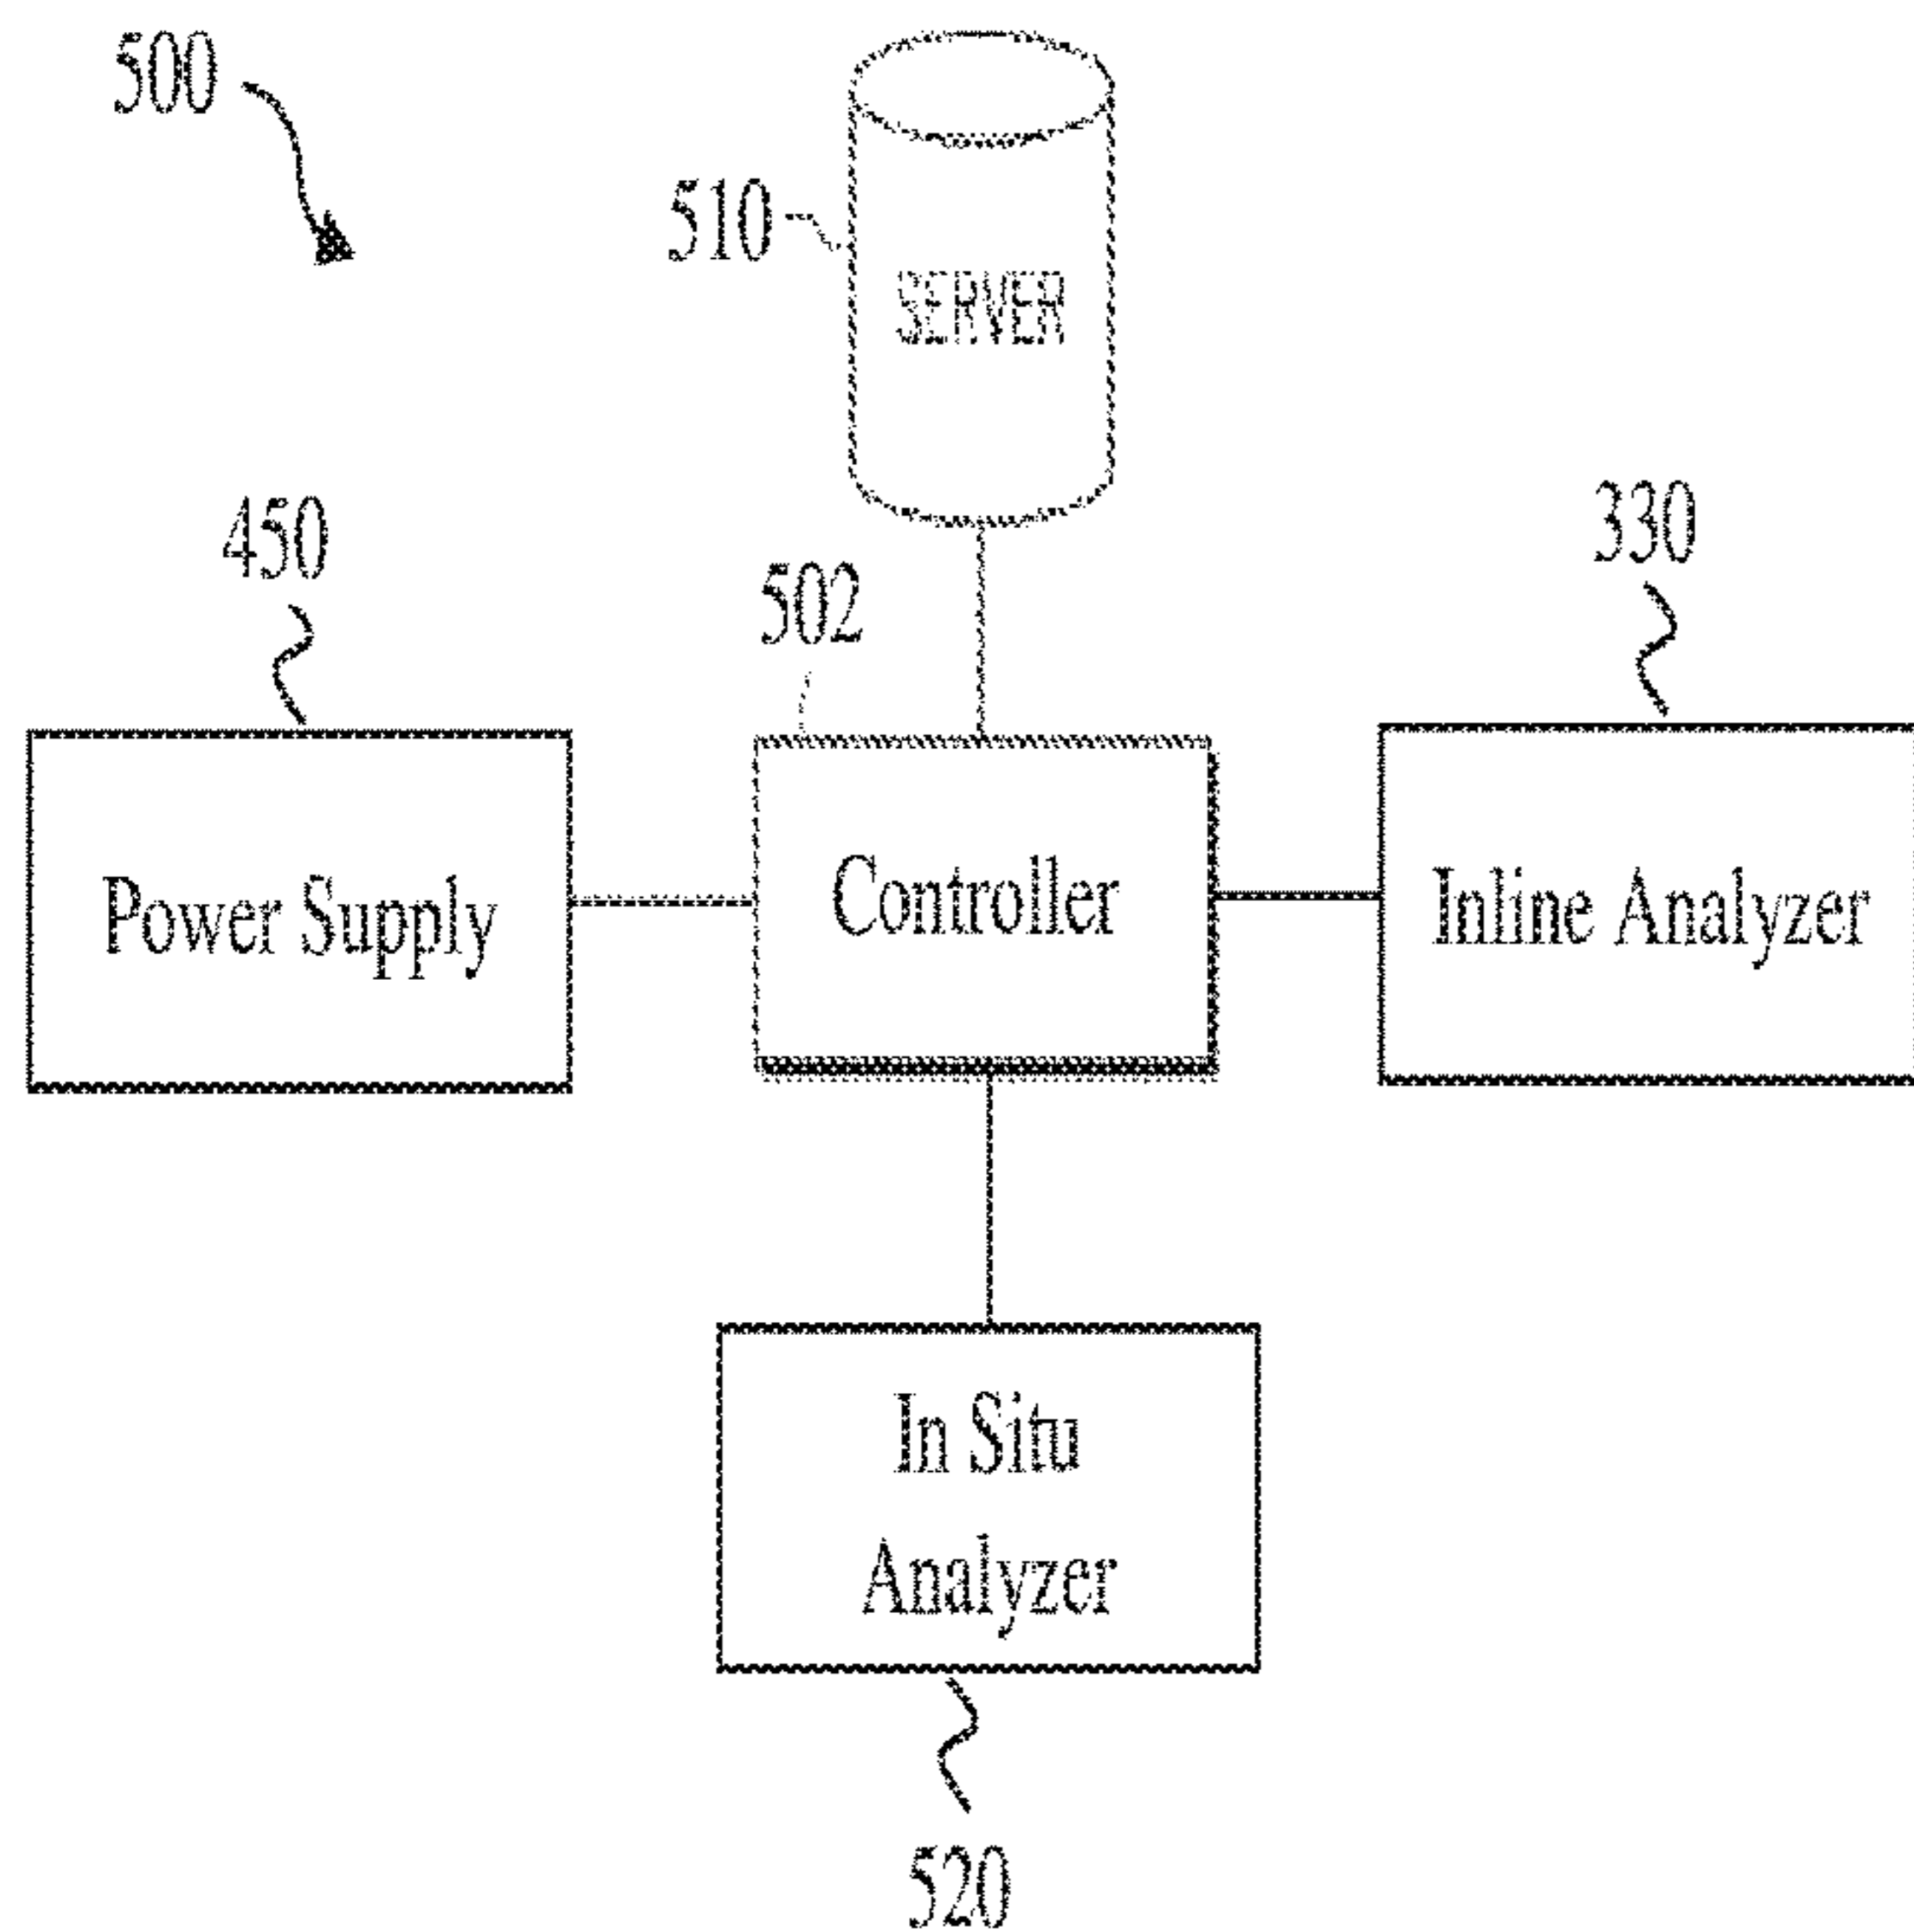 500
510
SERVER
450
502
330
Power Supply
Controller
Inline Analyzer
In Situ
Analyzer
520